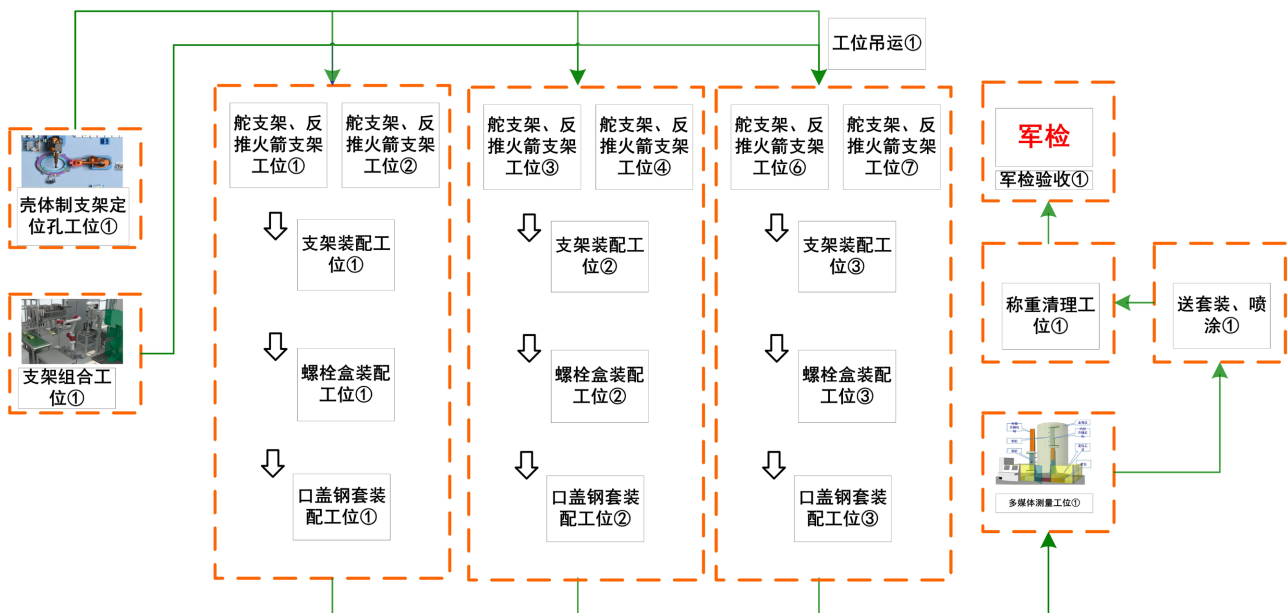 工位吊运①
壳体制支架定
位孔工位①
支架组合工
位①
舵支架、反
推火箭支架
工位①
舵支架、反
推火箭支架
工位②
支架装配工
位①
螺栓盒装配
工位①
口盖钢套装
配工位①
舵支架、反
推火箭支架
工位③
舵支架、反
推火箭支架
工位④
支架装配工
位②
螺栓盒装配
工位②
口盖钢套装
配工位②
舵支架、反
推火箭支架
工位⑥
舵支架、反
推火箭支架
工位⑦
支架装配工
位③
螺栓盒装配
工位③
口盖钢套装
配工位③
军检
军检验收①
称重清理工
位①
送套装、喷
涂①
多媒体测量工位①